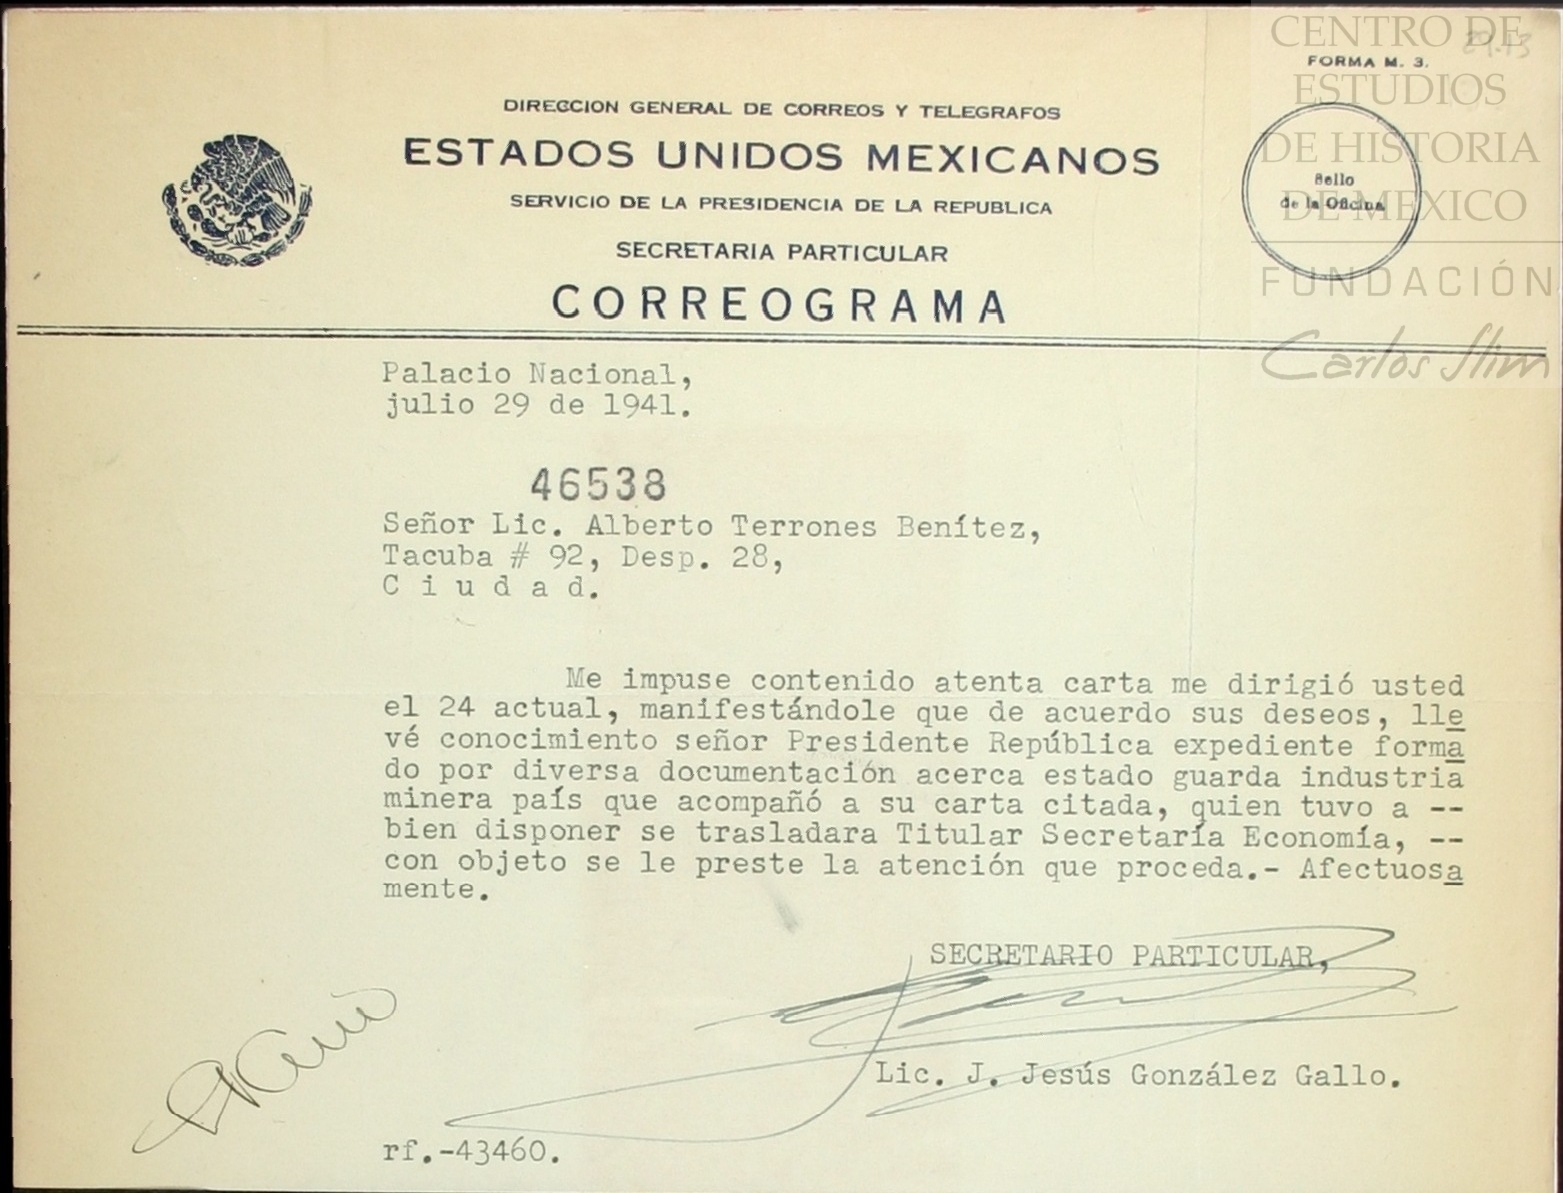 CENTRO DE
ESTUDIOS
DE HISTORIA
DE MEXICO
FUNDACIÓN
Carlos Slim
FORMA M. 3.
DIRECCION GENERAL DE CORREOS Y TELEGRAFOS
ESTADOS UNIDOS MEXICANOS
SERVICIO DE LA PRESIDENCIA DE LA REPUBLICA
SECRETARIA PARTICULAR
CORREOGRAMA
Sello
de la Oficina
Palacio Nacional,
julio 29 de 1941.
46538
Señor Lic. Alberto Terrones Benítez,
Tacuba # 92, Desp. 28,
C i u d a d.
Me impuse contenido atenta carta me dirigió usted
el 24 actual, manifestándole que de acuerdo sus deseos, lle
vé conocimiento señor Presidente República expediente forma
do por diversa documentación acerca estado guarda industria
minera país que acompañó a su carta citada, quien tuvo a --
bien disponer se trasladara Titular Secretaría Economía, --
con objeto se le preste la atención que proceda.- Afectuosa
mente.
SECRETARIO PARTICULAR,
Lic. J. Jesús González Gallo.
rf.-43460.